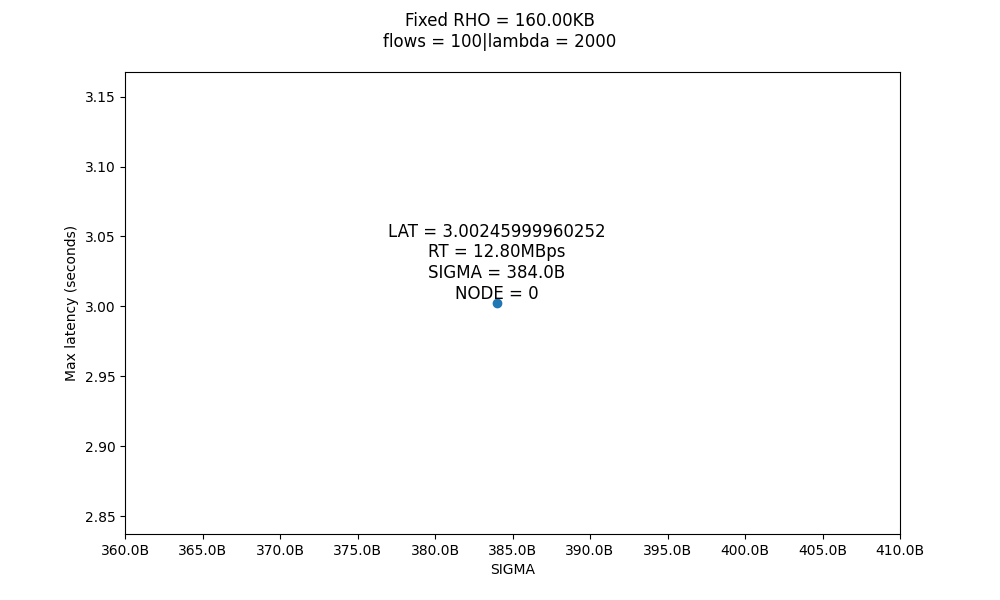 Fixed RHO = 160.00KB
flows = 100|lambda = 2000
3.15
3.10
3.05
3.00
2.95
2.90
2.85
Max latency (seconds)
LAT = 3.00245999960252
RT = 12.80MBps
SIGMA = 384.0B
NODE = 0
360.0B 365.0B 370.0B 375.0B 380.0B 385.0B 390.0B 395.0B 400.0B 405.0B 410.0B
SIGMA